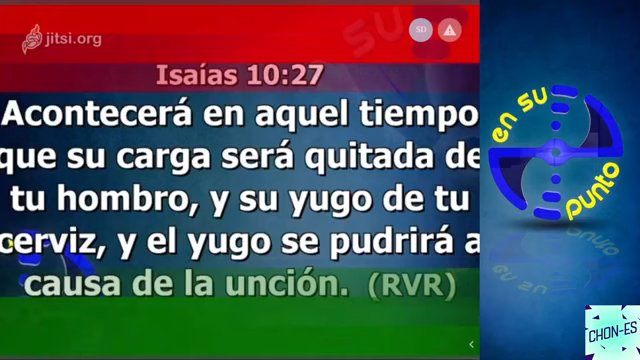 jitsi.org
SD
Isaías 10:27
Acontecerá en aquel tiempo
que su carga será quitada de
tu hombro, y su yugo de tu
cerviz, y el yugo se pudrirá a
causa de la unción. (RVR)
en su
punto
CHON-ES